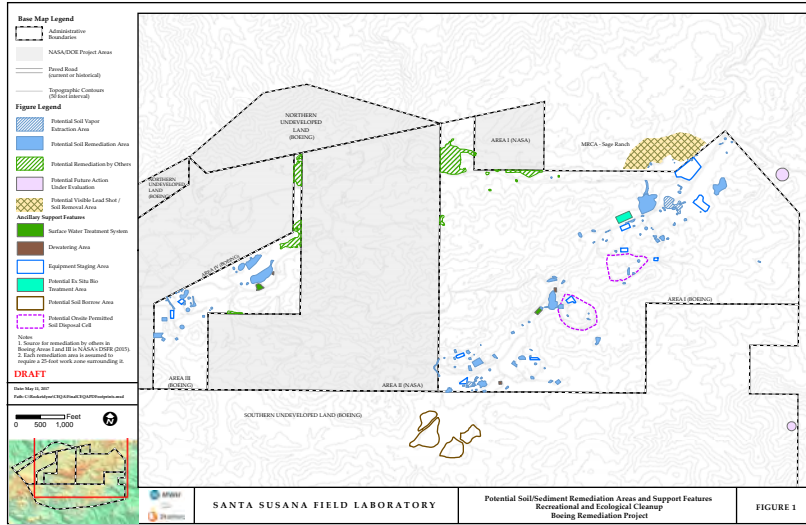 Base Map Legend
Administrative
Boundaries
NASA/DOE Project Areas
Paved Road
(current or historical)
Topographic Contours
(50 foot interval)
Figure Legend
Potential Soil Vapor
Extraction Area
Potential Soil Remediation Area
Potential Remediation by Others
Potential Future Action
Under Evaluation
Potential Visible Lead Shot /
Soil Removal Area
Ancillary Support Features
Surface Water Treatment System
Dewatering Area
Equipment Staging Area
Potential Ex Situ Bio
Treatment Area
Potential Soil Borrow Area
Potential Onsite Permitted
Soil Disposal Cell
Notes
1. Source for remediation by others in
Boeing Areas I and III is NASA's DSFR (2015).
2. Each remediation area is assumed to
require a 25-foot work zone surrounding it.
DRAFT
Date: May 11, 2017
Feet
0 500 1,000
N
NORTHERN
UNDEVELOPED
LAND
(BOEING)
NORTHERN
UNDEVELOPED
LAND
(BOEING)
AREA I (NASA)
MRCA - Sage Ranch
AREA IV (BOEING)
AREA I (BOEING)
AREA III
(BOEING)
AREA II (NASA)
SOUTHERN UNDEVELOPED LAND (BOEING)
SANTA SUSANA FIELD LABORATORY
Potential Soil/Sediment Remediation Areas and Support Features
Recreational and Ecological Cleanup
Boeing Remediation Project
FIGURE 1